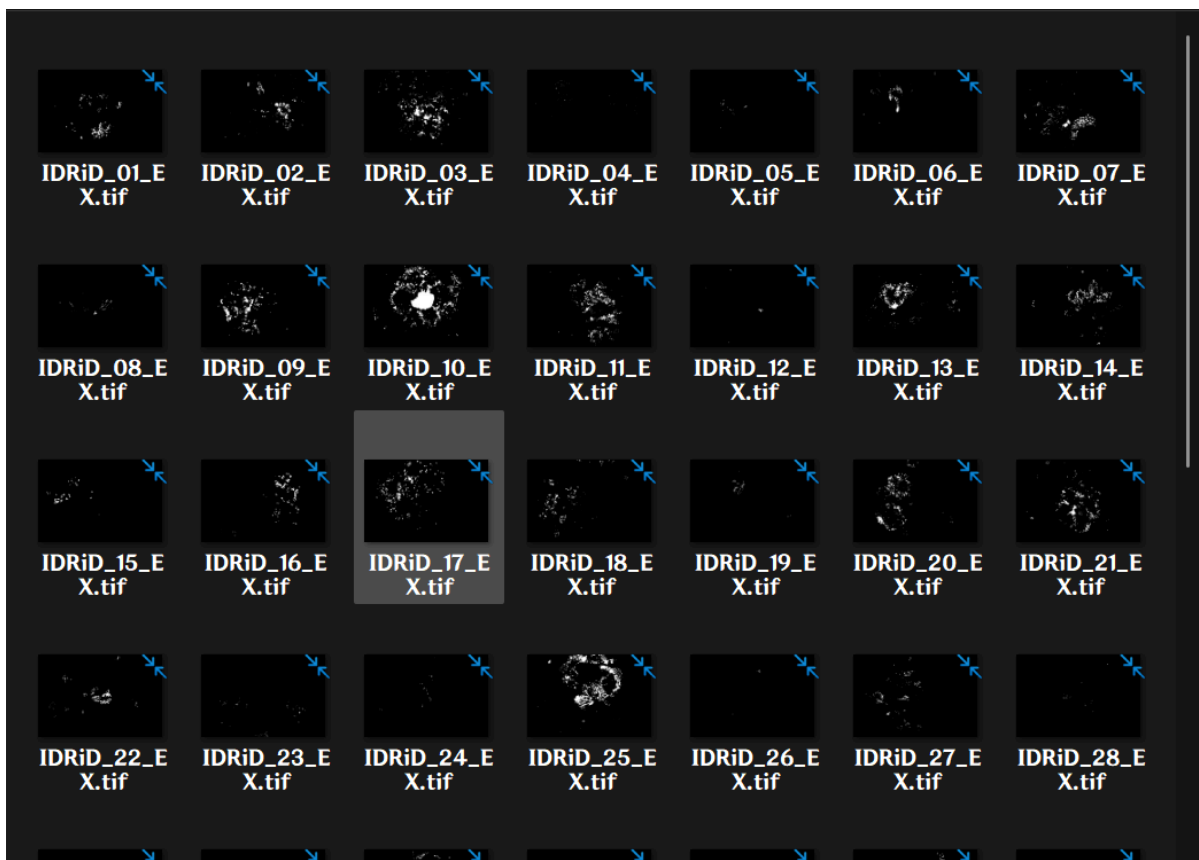 IDRiD_01_E IDRiD_02_E IDRiD_03_E IDRiD_04_E IDRiD_05_E IDRiD_06_E IDRiD_07_E
X.tif X.tif X.tif X.tif X.tif X.tif X.tif
IDRiD_08_E IDRiD_09_E IDRiD_10_E IDRiD_11_E IDRiD_12_E IDRiD_13_E IDRiD_14_E
X.tif X.tif X.tif X.tif X.tif X.tif X.tif
IDRiD_15_E IDRiD_16_E IDRiD_17_E IDRiD_18_E IDRiD_19_E IDRiD_20_E IDRiD_21_E
X.tif X.tif X.tif X.tif X.tif X.tif X.tif
IDRiD_22_E IDRiD_23_E IDRiD_24_E IDRiD_25_E IDRiD_26_E IDRiD_27_E IDRiD_28_E
X.tif X.tif X.tif X.tif X.tif X.tif X.tif